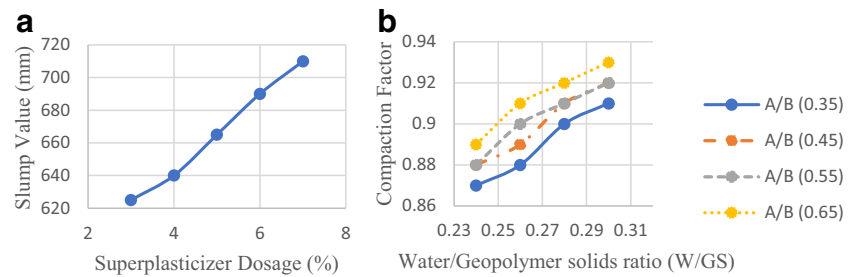 a
Slump Value (mm)
720
700
680
660
640
620
2
4
6
8
Superplasticizer Dosage (%)
b
Compaction Factor
0.94
0.92
0.9
0.88
0.86
0.23
0.25
0.27
0.29
0.31
Water/Geopolymer solids ratio (W/GS)
A/B (0.35)
A/B (0.45)
A/B (0.55)
A/B (0.65)